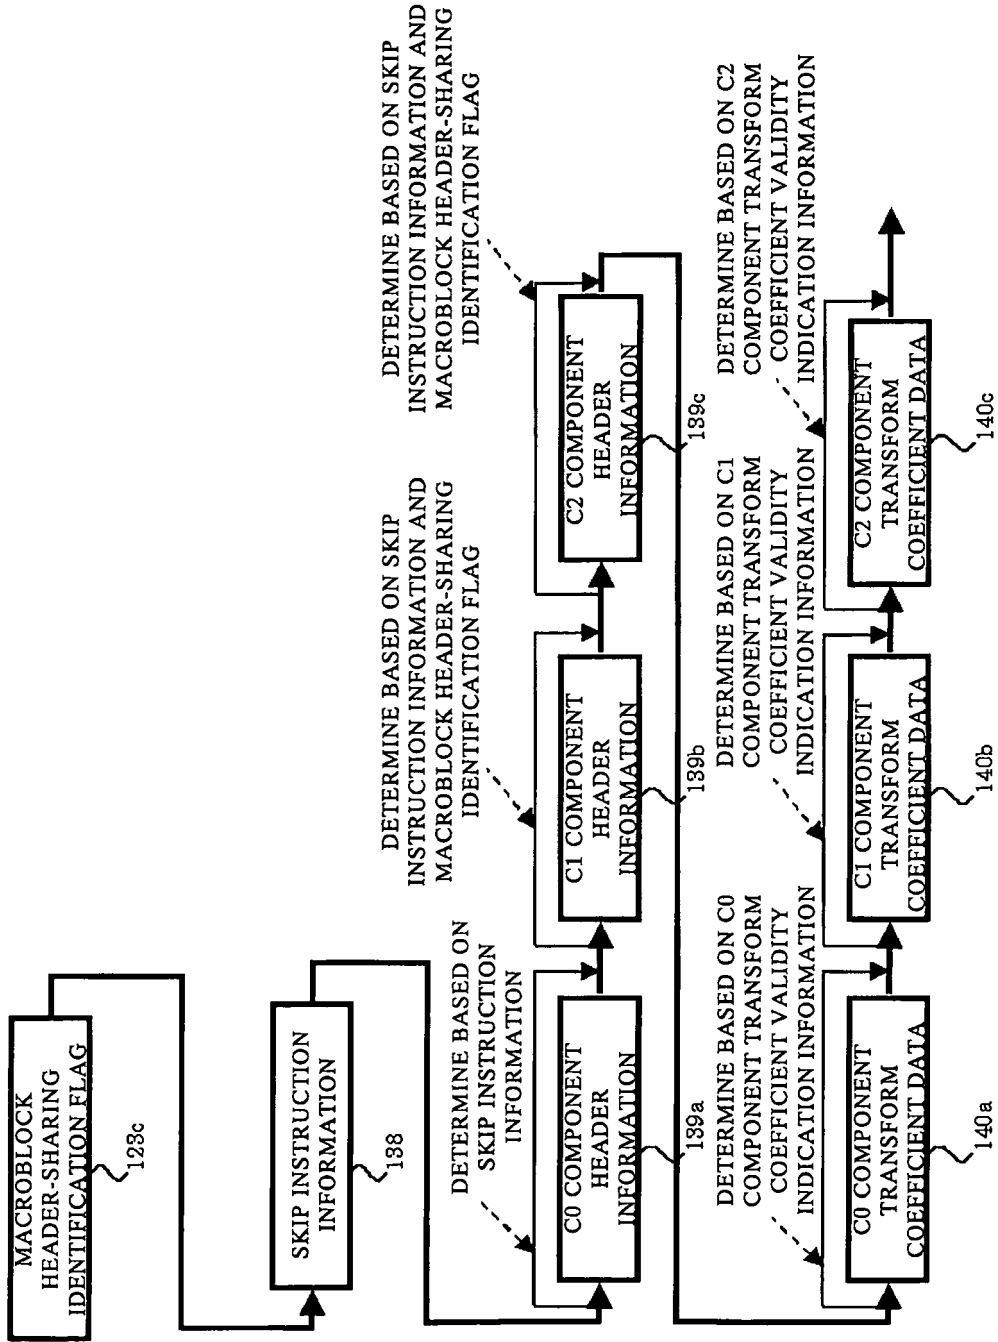 MACROBLOCK
HEADER-SHARING
IDENTIFICATION FLAG
123c
SKIP INSTRUCTION
INFORMATION
138
DETERMINE BASED ON
SKIP INSTRUCTION
INFORMATION
C0 COMPONENT
HEADER
INFORMATION
139a
DETERMINE BASED ON SKIP
INSTRUCTION INFORMATION AND
MACROBLOCK HEADER-SHARING
IDENTIFICATION FLAG
C1 COMPONENT
HEADER
INFORMATION
139b
DETERMINE BASED ON SKIP
INSTRUCTION INFORMATION AND
MACROBLOCK HEADER-SHARING
IDENTIFICATION FLAG
C2 COMPONENT
HEADER
INFORMATION
139c
DETERMINE BASED ON C0
COMPONENT TRANSFORM
COEFFICIENT VALIDITY
INDICATION INFORMATION
C0 COMPONENT
TRANSFORM
COEFFICIENT DATA
140a
DETERMINE BASED ON C1
COMPONENT TRANSFORM
COEFFICIENT VALIDITY
INDICATION INFORMATION
C1 COMPONENT
TRANSFORM
COEFFICIENT DATA
140b
DETERMINE BASED ON C2
COMPONENT TRANSFORM
COEFFICIENT VALIDITY
INDICATION INFORMATION
C2 COMPONENT
TRANSFORM
COEFFICIENT DATA
140c